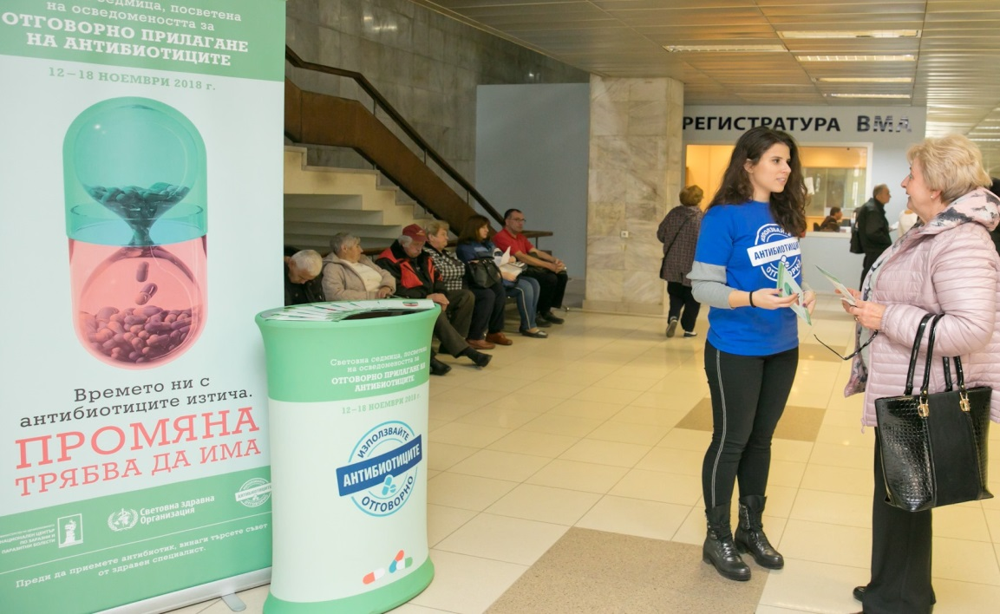 седмица, посветена
на осведомеността за
ОТГОВОРНО ПРИЛАГАНЕ
НА АНТИБИОТИЦИТЕ
12–18 НОЕМВРИ 2018 г.
Времето ни с
антибиотиците изтича.
ПРОМЯНА
ТРЯБВА ДА ИМА
НАЦИОНАЛЕН ЦЕНТЪР
ПО ЗАРАЗНИ И
ПАРАЗИТНИ БОЛЕСТИ
Световна здравна
Организация
АНТИБИОТИЦИТЕ
Преди да приемете антибиотик, винаги търсете съвет
от здравен специалист.
Световна седмица, посветена
на осведомеността за
ОТГОВОРНО ПРИЛАГАНЕ НА
АНТИБИОТИЦИТЕ
12–18 НОЕМВРИ 2018 г.
ИЗПОЛЗВАЙТЕ
АНТИБИОТИЦИТЕ
ОТГОВОРНО
РЕГИСТРАТУРА ВМА
ИЗПОЛЗВАЙТЕ
АНТИБИОТИЦИТЕ
ОТГОВОРНО